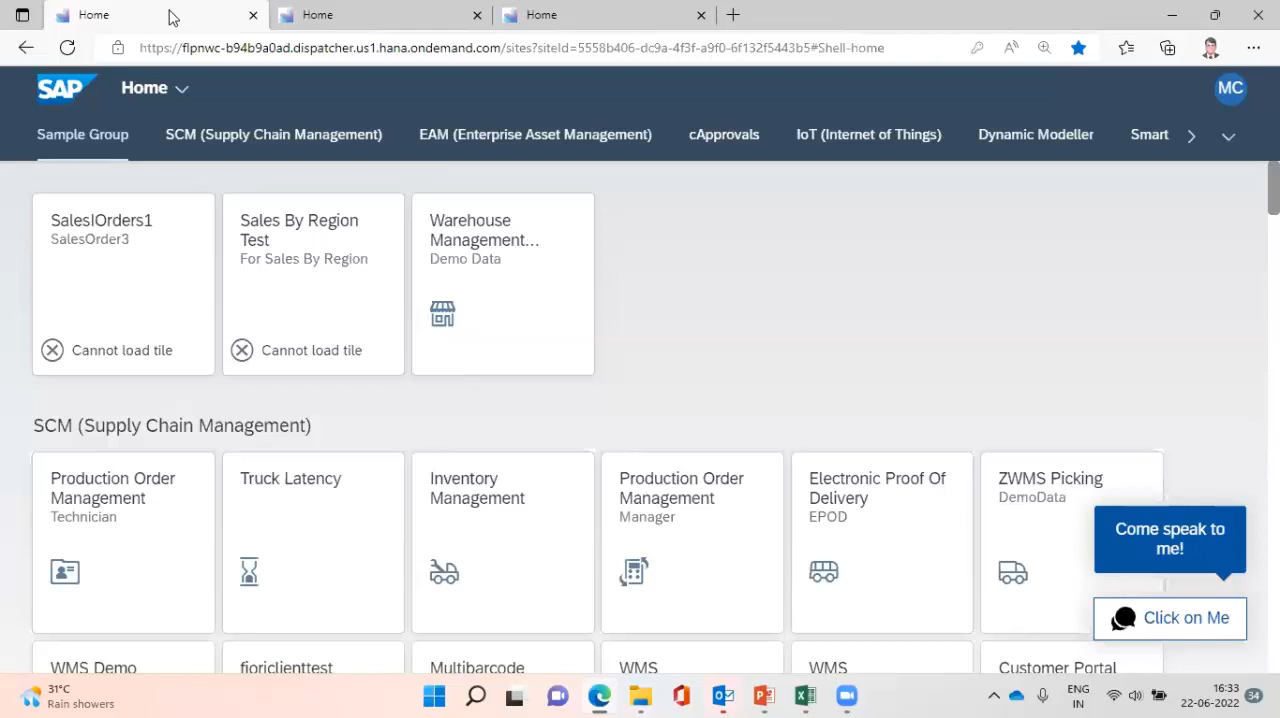 Home
Home
Home
https://flpnwc-b94b9a0ad.dispatcher.us1.hana.ondemand.com/sites?siteId=5558b406-dc9a-4f3f-a9f0-6f132f5443b5#Shell-home
SAP Home
MC
Sample Group SCM (Supply Chain Management) EAM (Enterprise Asset Management) cApprovals IoT (Internet of Things) Dynamic Modeller Smart
SalesIOrders1
SalesOrder3
Cannot load tile
Sales By Region
Test
For Sales By Region
Cannot load tile
Warehouse
Management...
Demo Data
SCM (Supply Chain Management)
Production Order
Management
Technician
Truck Latency
Inventory
Management
Production Order
Management
Manager
Electronic Proof Of
Delivery
EPOD
ZWMS Picking
DemoData
Come speak to
me!
Click on Me
WMS Demo
fioriclienttest
Multibarcode
WMS
WMS
Customer Portal
31°C
Rain showers
ENG
IN
16:33
22-06-2022
34